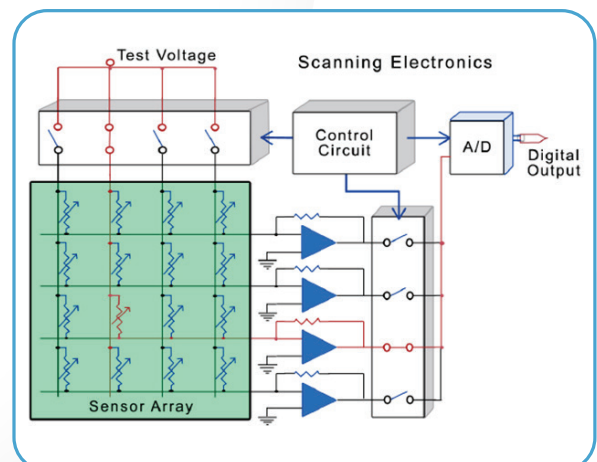 Test Voltage
Scanning Electronics
Control
Circuit
A/D
Digital
Output
Sensor Array